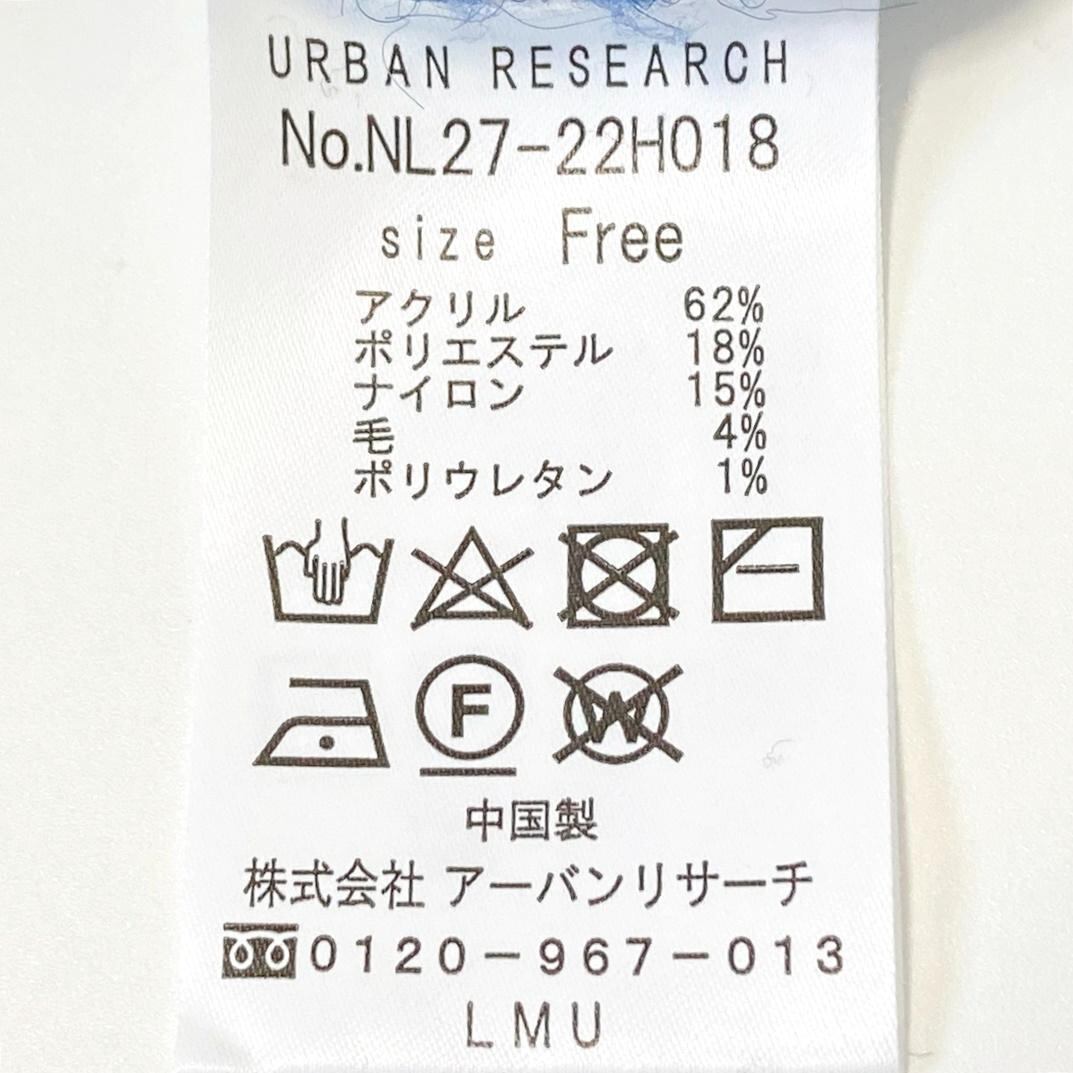 URBAN RESEARCH
No.NL27-22H018
size Free
アクリル 62%
ポリエステル 18%
ナイロン 15%
毛 4%
ポリウレタン 1%
F W
中国製
株式会社 アーバンリサーチ
0120-967-013
LMU